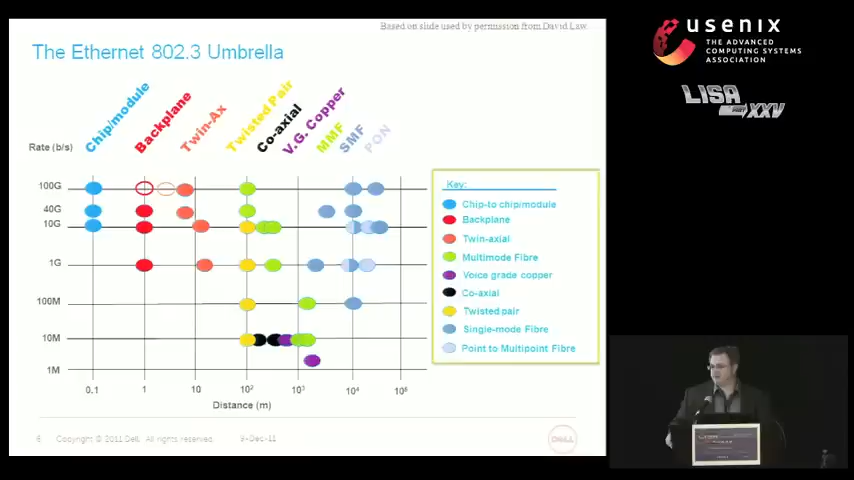 Based on slide used by permission from David Law.
The Ethernet 802.3 Umbrella
Chip/module
Backplane
Twin-Ax
Twisted Pair
Co-axial
V.G. Copper
MMF
SMF
PON
Rate (b/s)
100G
40G
10G
1G
100M
10M
1M
0.1 1 10 10² 10³ 10⁴ 10⁵
Distance (m)
Key:
Chip-to chip/module
Backplane
Twin-axial
Multimode Fibre
Voice grade copper
Co-axial
Twisted pair
Single-mode Fibre
Point to Multipoint Fibre
6 Copyright © 2011 Dell. All rights reserved. 9-Dec-11
DELL
usenix
THE ADVANCED
COMPUTING SYSTEMS
ASSOCIATION
LISA
XXV